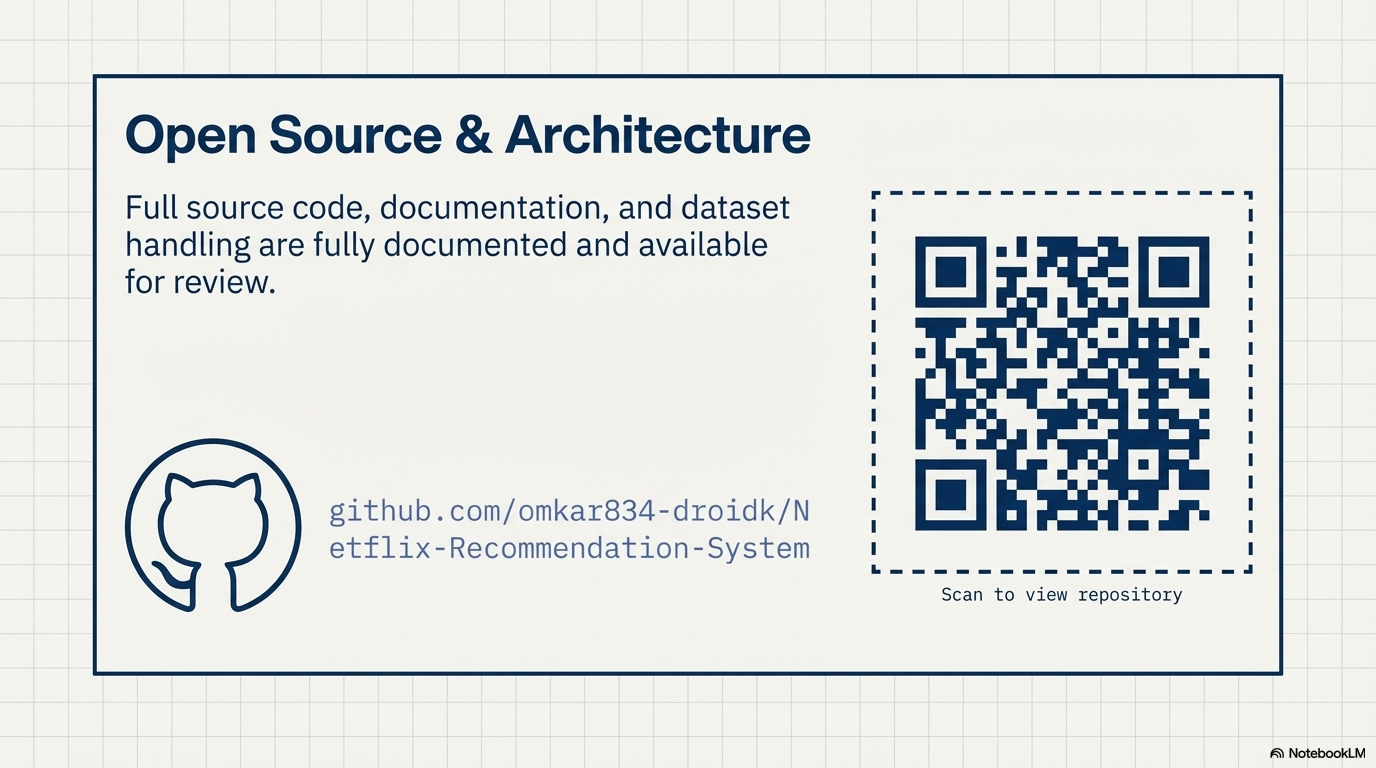 Open Source & Architecture
Full source code, documentation, and dataset
handling are fully documented and available
for review.
github.com/omkar834-droidk/N
etflix-Recommendation-System
Scan to view repository
NotebookLM